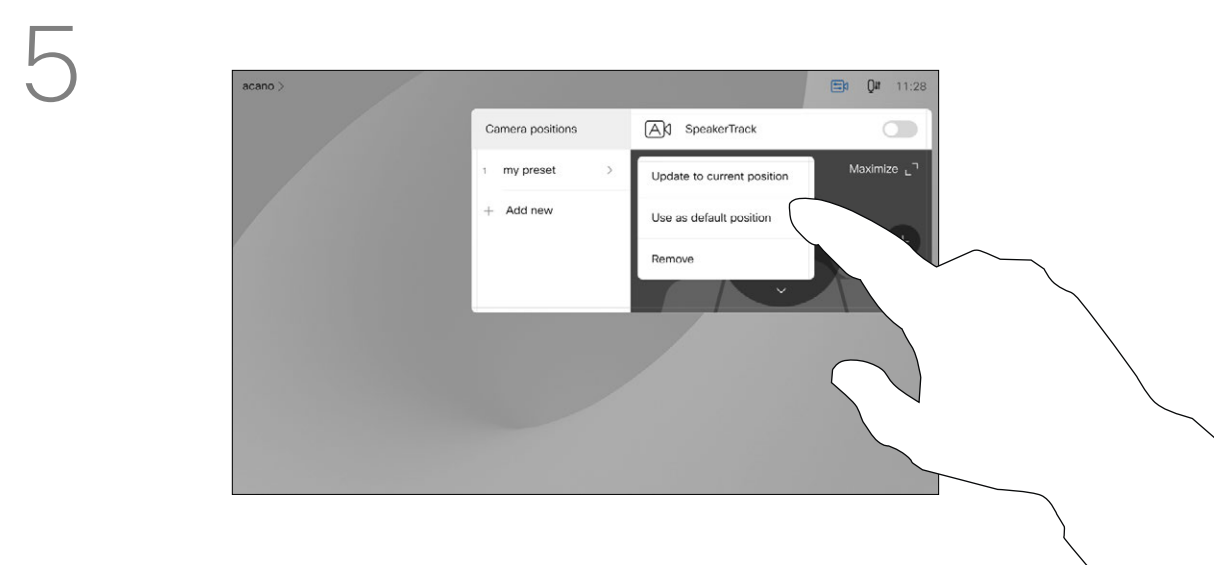 5
acano >
11:28
Camera positions
SpeakerTrack
1 my preset >
Maximize
Update to current position
+ Add new
Use as default position
Remove